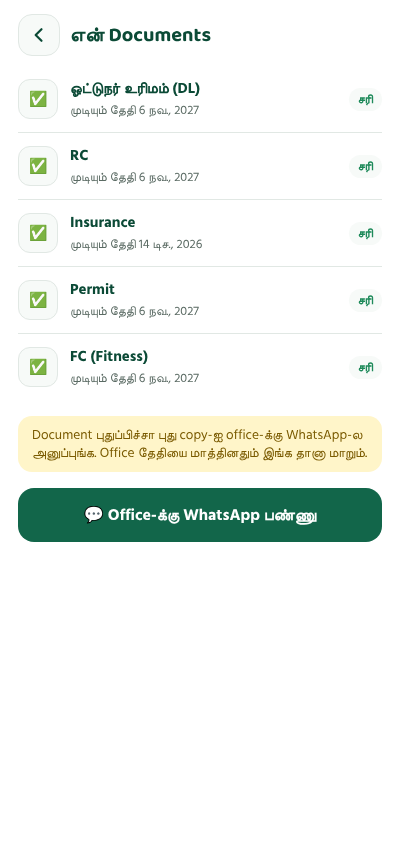 என் Documents
ஓட்டுநர் உரிமம் (DL)
முடியும் தேதி 6 நவ., 2027
சரி
RC
முடியும் தேதி 6 நவ., 2027
சரி
Insurance
முடியும் தேதி 14 டிச., 2026
சரி
Permit
முடியும் தேதி 6 நவ., 2027
சரி
FC (Fitness)
முடியும் தேதி 6 நவ., 2027
சரி
Document புதுப்பிச்சா புது copy-ஐ office-க்கு WhatsApp-ல
அனுப்புங்க. Office தேதியை மாத்தினதும் இங்க தானா மாறும்.
💬 Office-க்கு WhatsApp பண்ணு